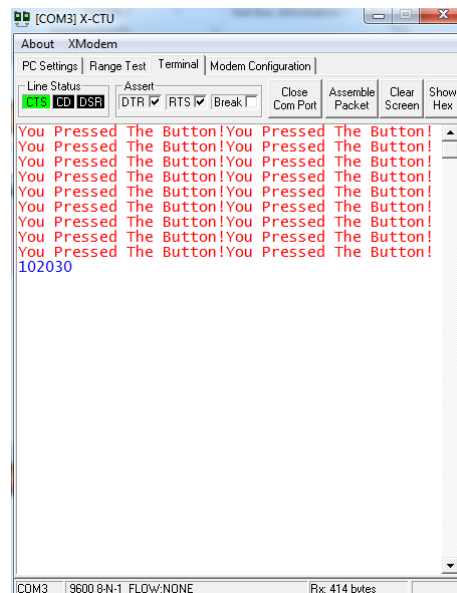 [COM3] X-CTU
About XModem
PC Settings Range Test Terminal Modem Configuration
Line Status Assert
CTS CD DSR DTR RTS Break Close Com Port Assemble Packet Clear Screen Show Hex
You Pressed The Button!You Pressed The Button!
You Pressed The Button!You Pressed The Button!
You Pressed The Button!You Pressed The Button!
You Pressed The Button!You Pressed The Button!
You Pressed The Button!You Pressed The Button!
You Pressed The Button!You Pressed The Button!
You Pressed The Button!You Pressed The Button!
You Pressed The Button!You Pressed The Button!
You Pressed The Button!You Pressed The Button!
102030
COM3 9600 8-N-1 FLOW:NONE Rx: 414 bytes